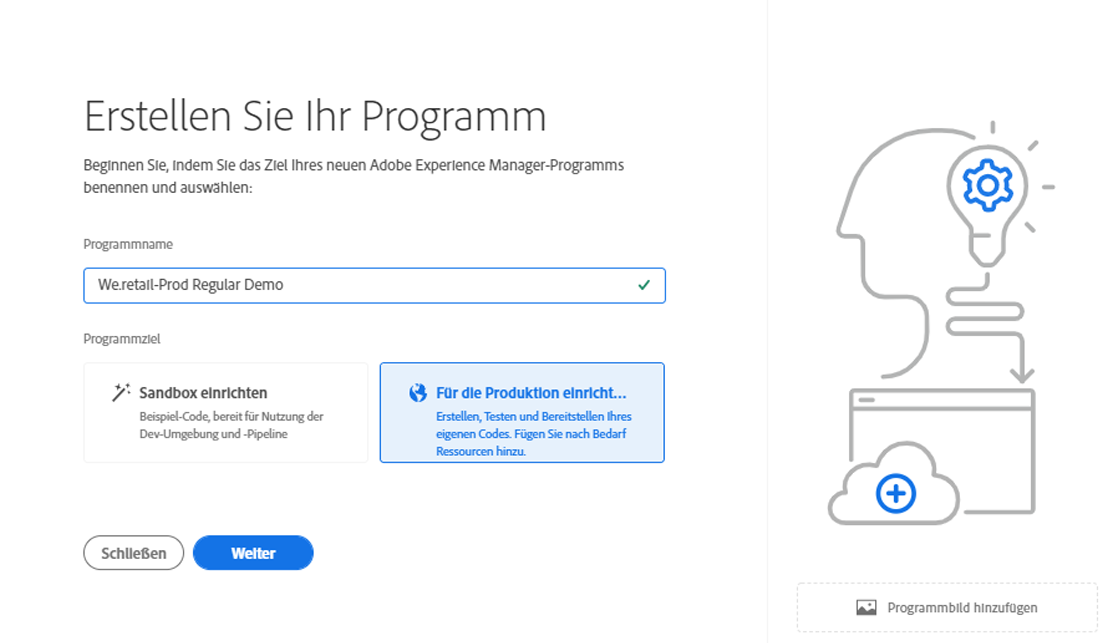 Erstellen Sie Ihr Programm
Beginnen Sie, indem Sie das Ziel Ihres neuen Adobe Experience Manager-Programms
benennen und auswählen:
Programmname
We.retail-Prod Regular Demo
Programmziel
Sandbox einrichten
Beispiel-Code, bereit für Nutzung der
Dev-Umgebung und -Pipeline
Für die Produktion einricht...
Erstellen, Testen und Bereitstellen Ihres
eigenen Codes. Fügen Sie nach Bedarf
Ressourcen hinzu.
Schließen
Weiter
Programmbild hinzufügen